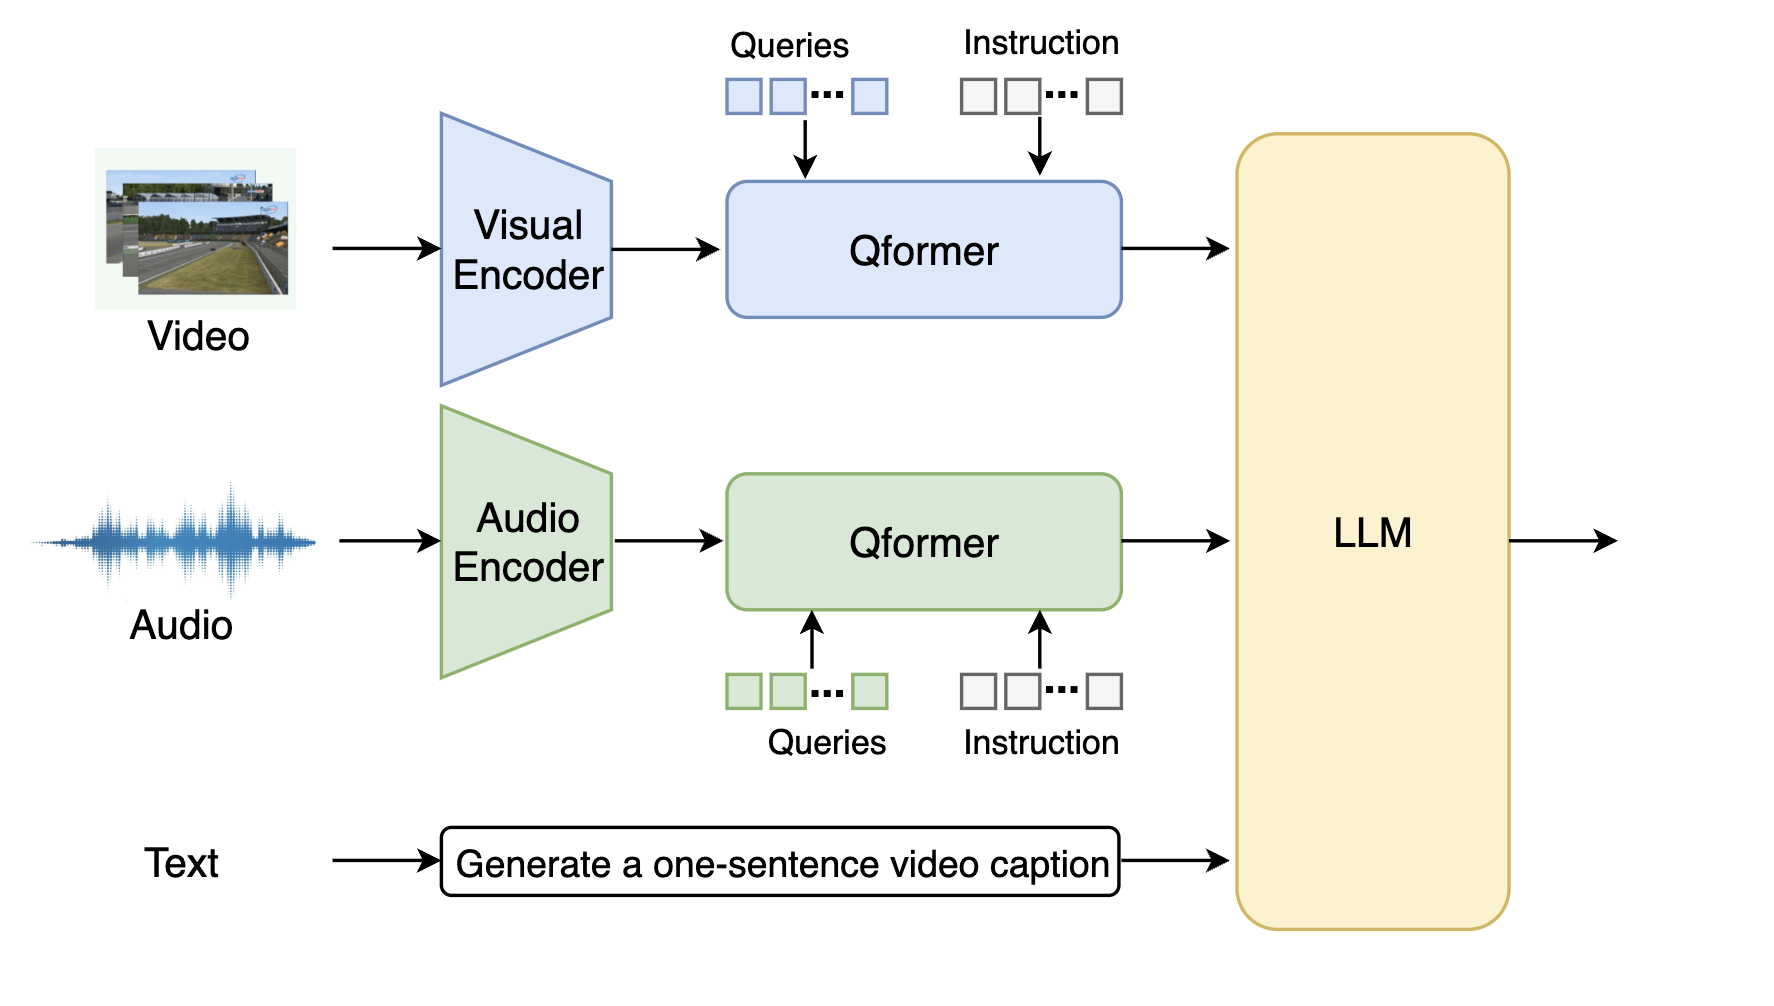 Queries
Instruction
Visual
Encoder
Qformer
Video
Audio
Encoder
Qformer
LLM
Audio
Queries
Instruction
Text
Generate a one-sentence video caption